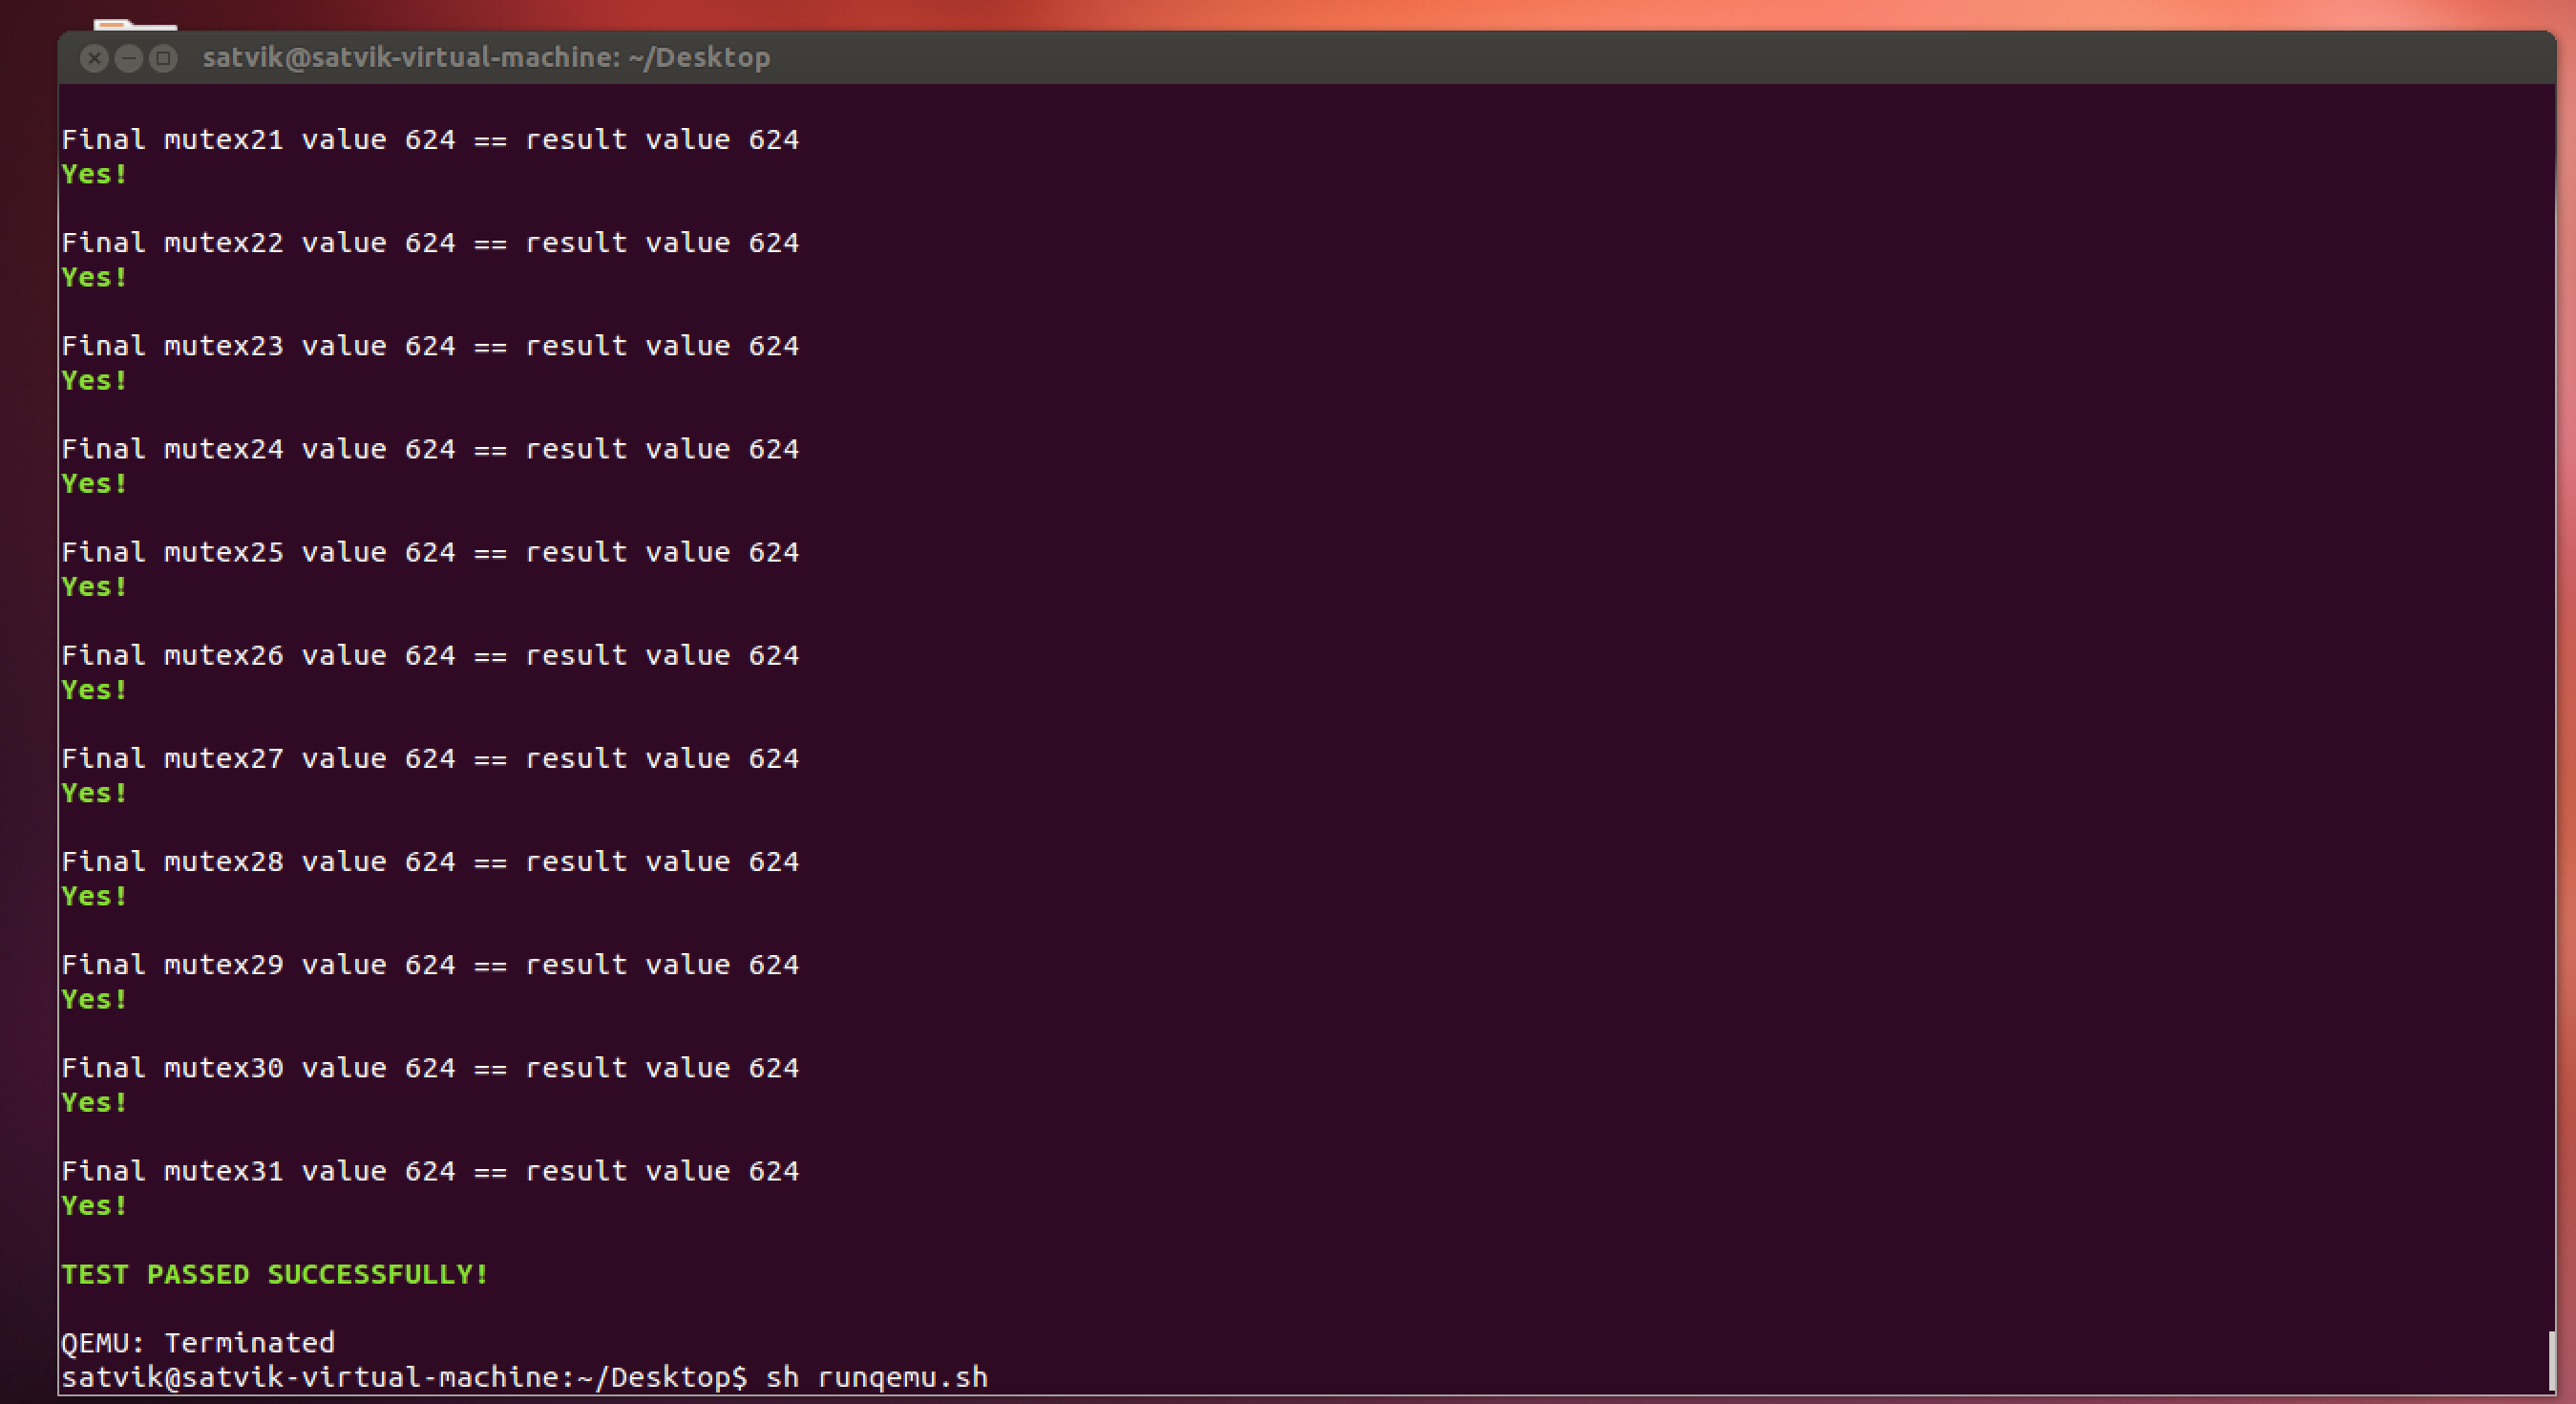 satvik@satvik-virtual-machine: ~/Desktop
Final mutex21 value 624 == result value 624
Yes!
Final mutex22 value 624 == result value 624
Yes!
Final mutex23 value 624 == result value 624
Yes!
Final mutex24 value 624 == result value 624
Yes!
Final mutex25 value 624 == result value 624
Yes!
Final mutex26 value 624 == result value 624
Yes!
Final mutex27 value 624 == result value 624
Yes!
Final mutex28 value 624 == result value 624
Yes!
Final mutex29 value 624 == result value 624
Yes!
Final mutex30 value 624 == result value 624
Yes!
Final mutex31 value 624 == result value 624
Yes!
TEST PASSED SUCCESSFULLY!
QEMU: Terminated
satvik@satvik-virtual-machine:~/Desktop$ sh runqemu.sh